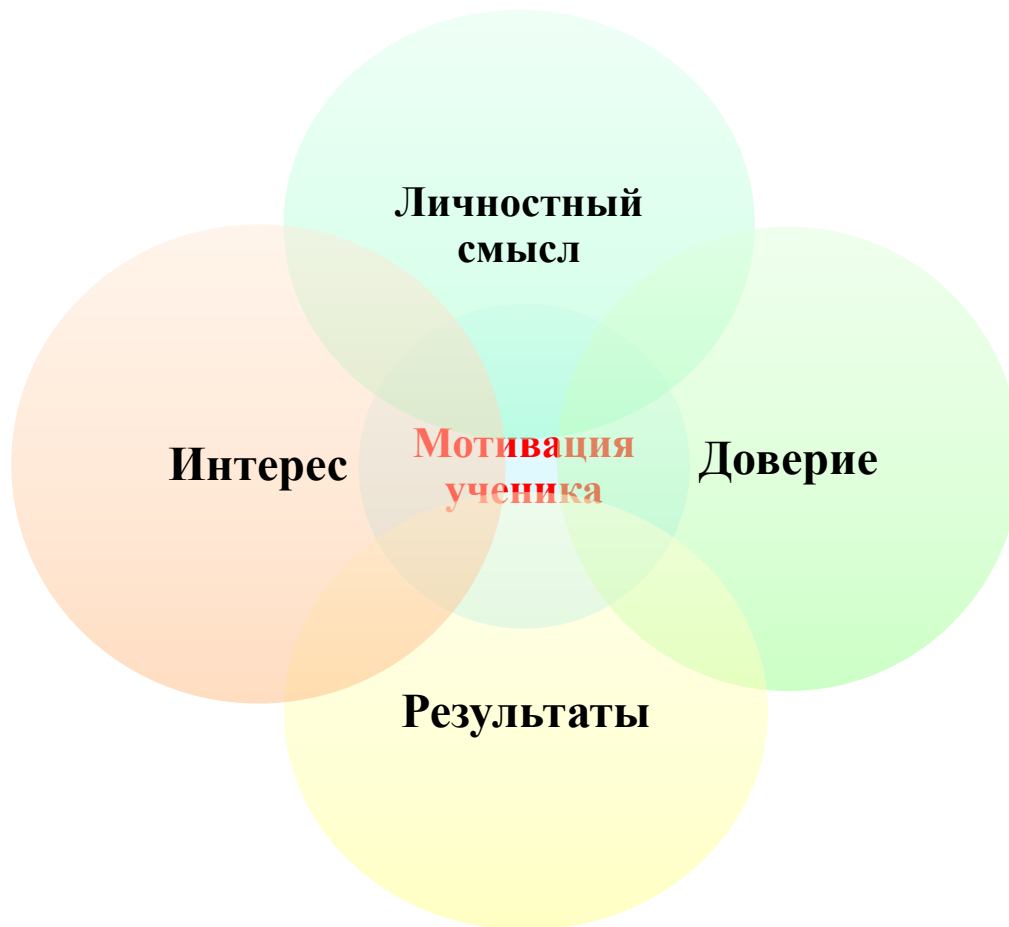 Личностный
смысл
Интерес
Мотивация
ученика
Доверие
Результаты